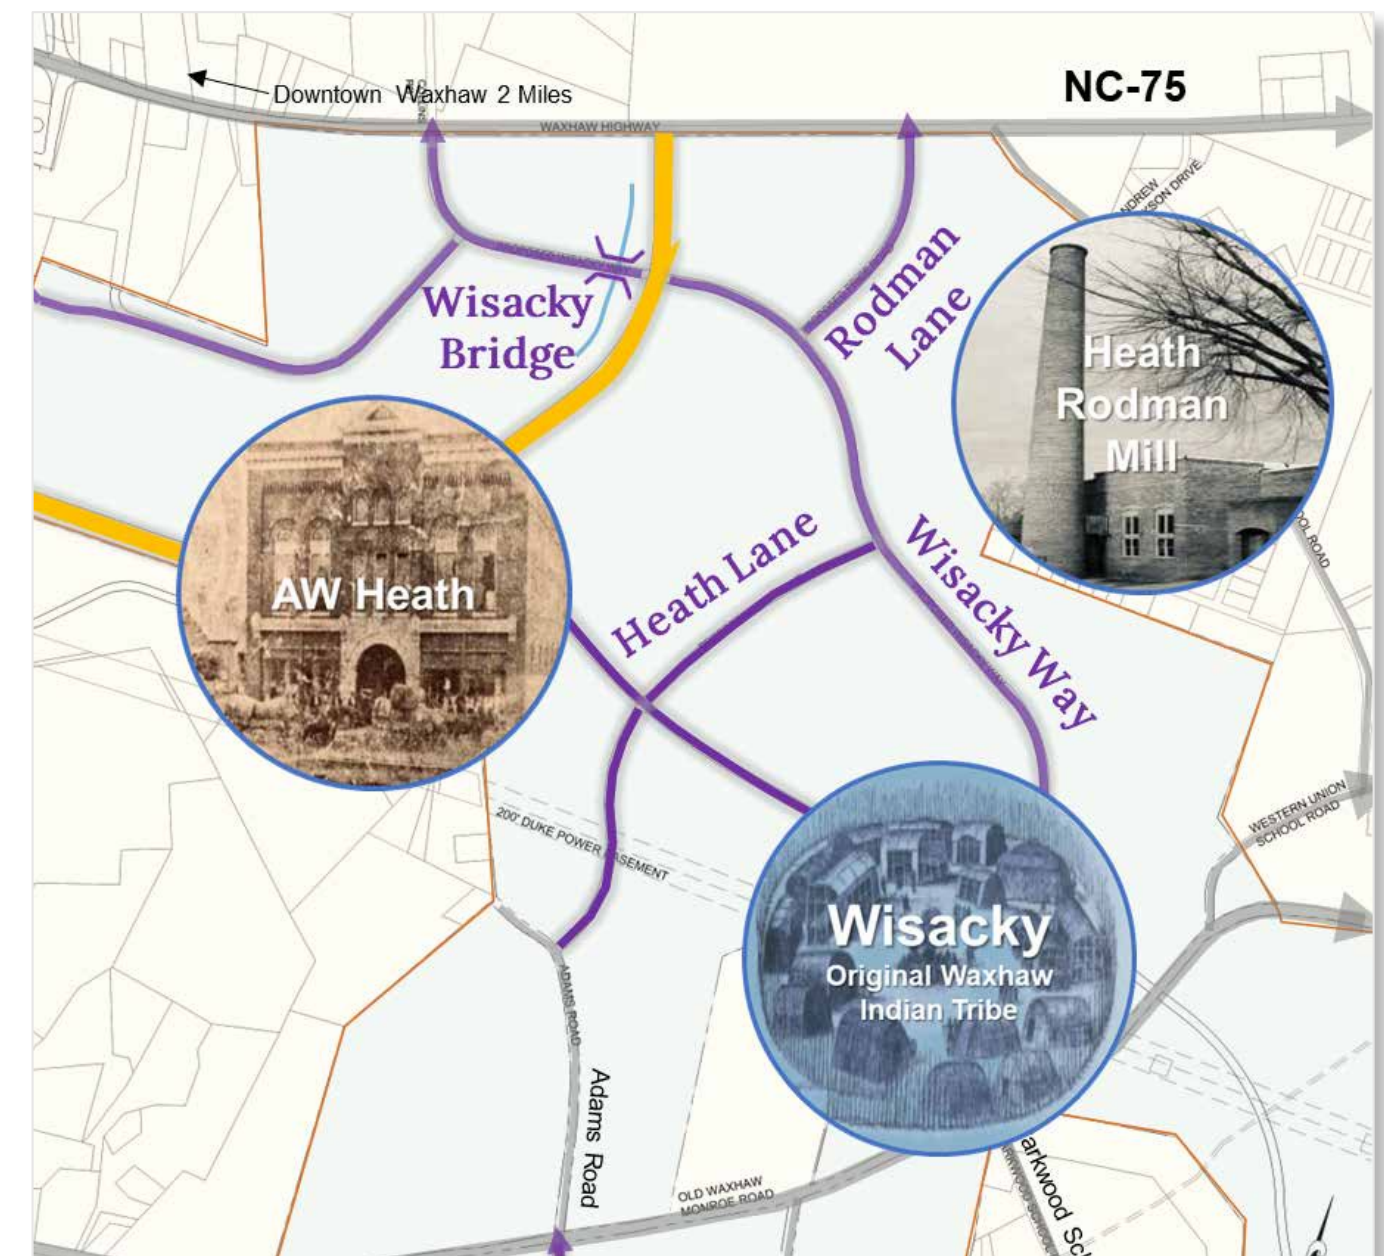 NC-75
Downtown Waxhaw 2 Miles
WAXHAW HIGHWAY
DRIVE
Wisacky
Bridge
Rodman
Lane
Heath
Rodman
Mill
AW Heath
Heath Lane
Wisacky Way
ROAD
WESTERN UNION
SCHOOL ROAD
200' DUKE POWER
Wisacky
Original Waxhaw
Indian Tribe
ADAMS ROAD
Adams Road
OLD WAXHAW
MONROE ROAD